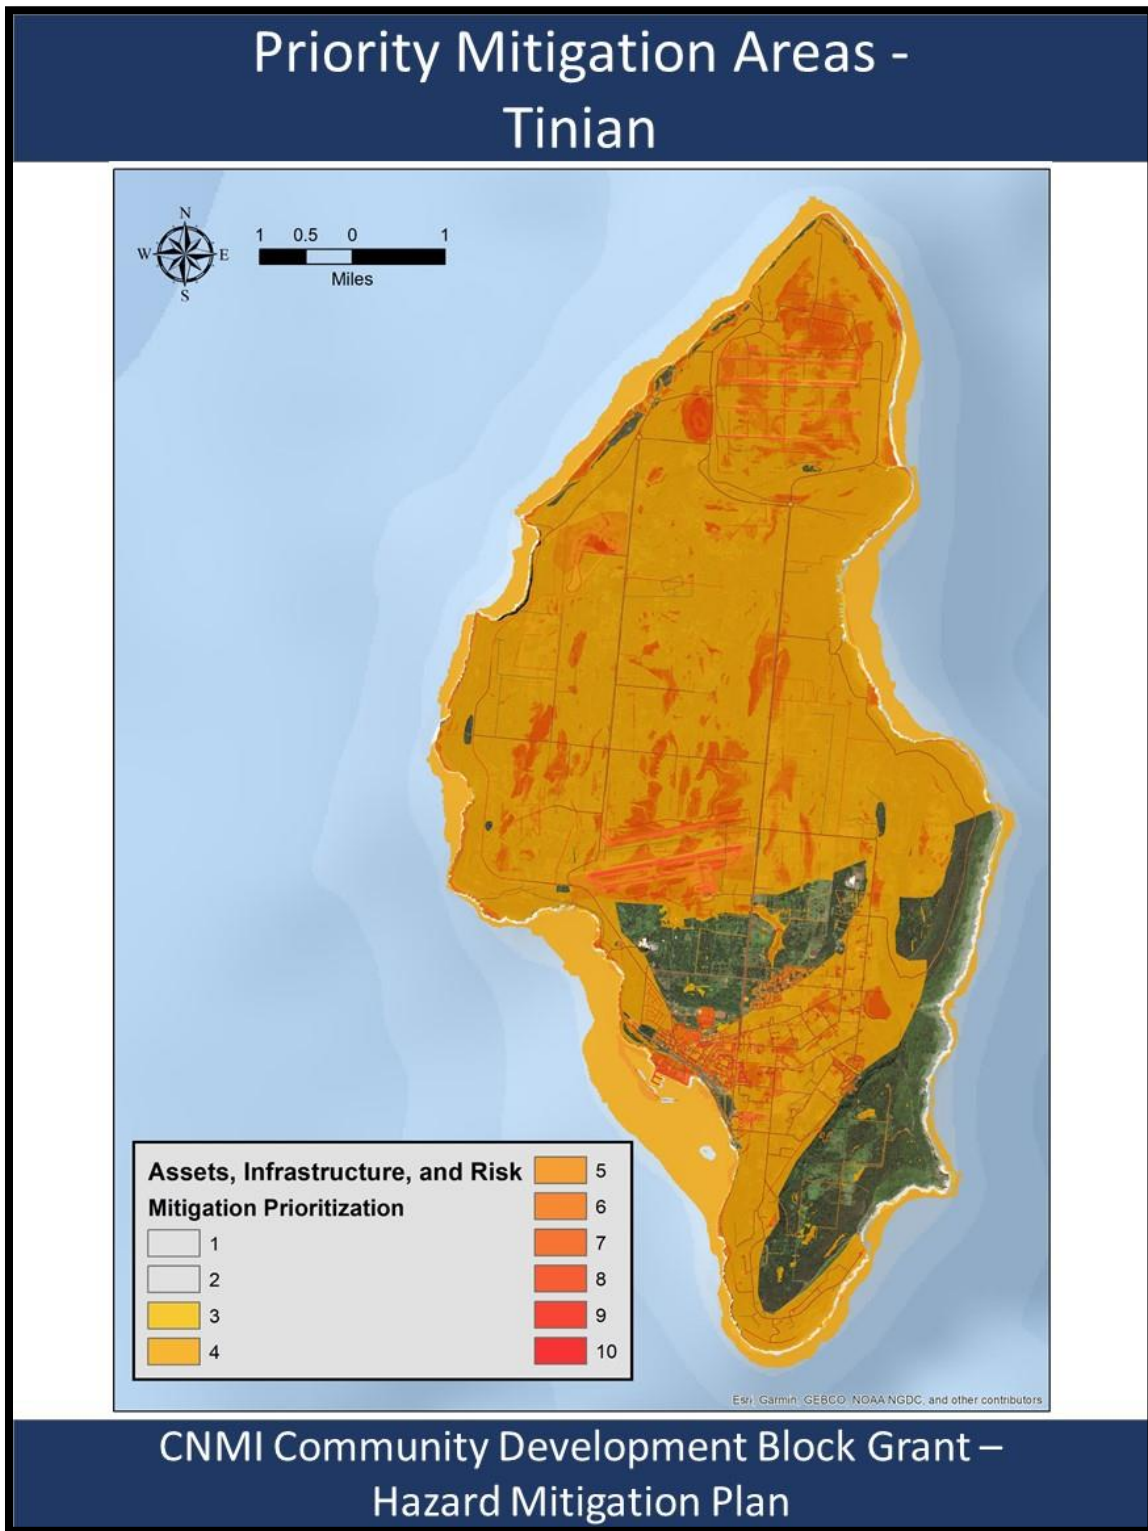 Priority Mitigation Areas -
Tinian
N
W E
S
1 0.5 0 1
Miles
Assets, Infrastructure, and Risk
Mitigation Prioritization
1
2
3
4
5
6
7
8
9
10
Esri, Garmin, GEBCO, NOAA NGDC, and other contributors
CNMI Community Development Block Grant –
Hazard Mitigation Plan